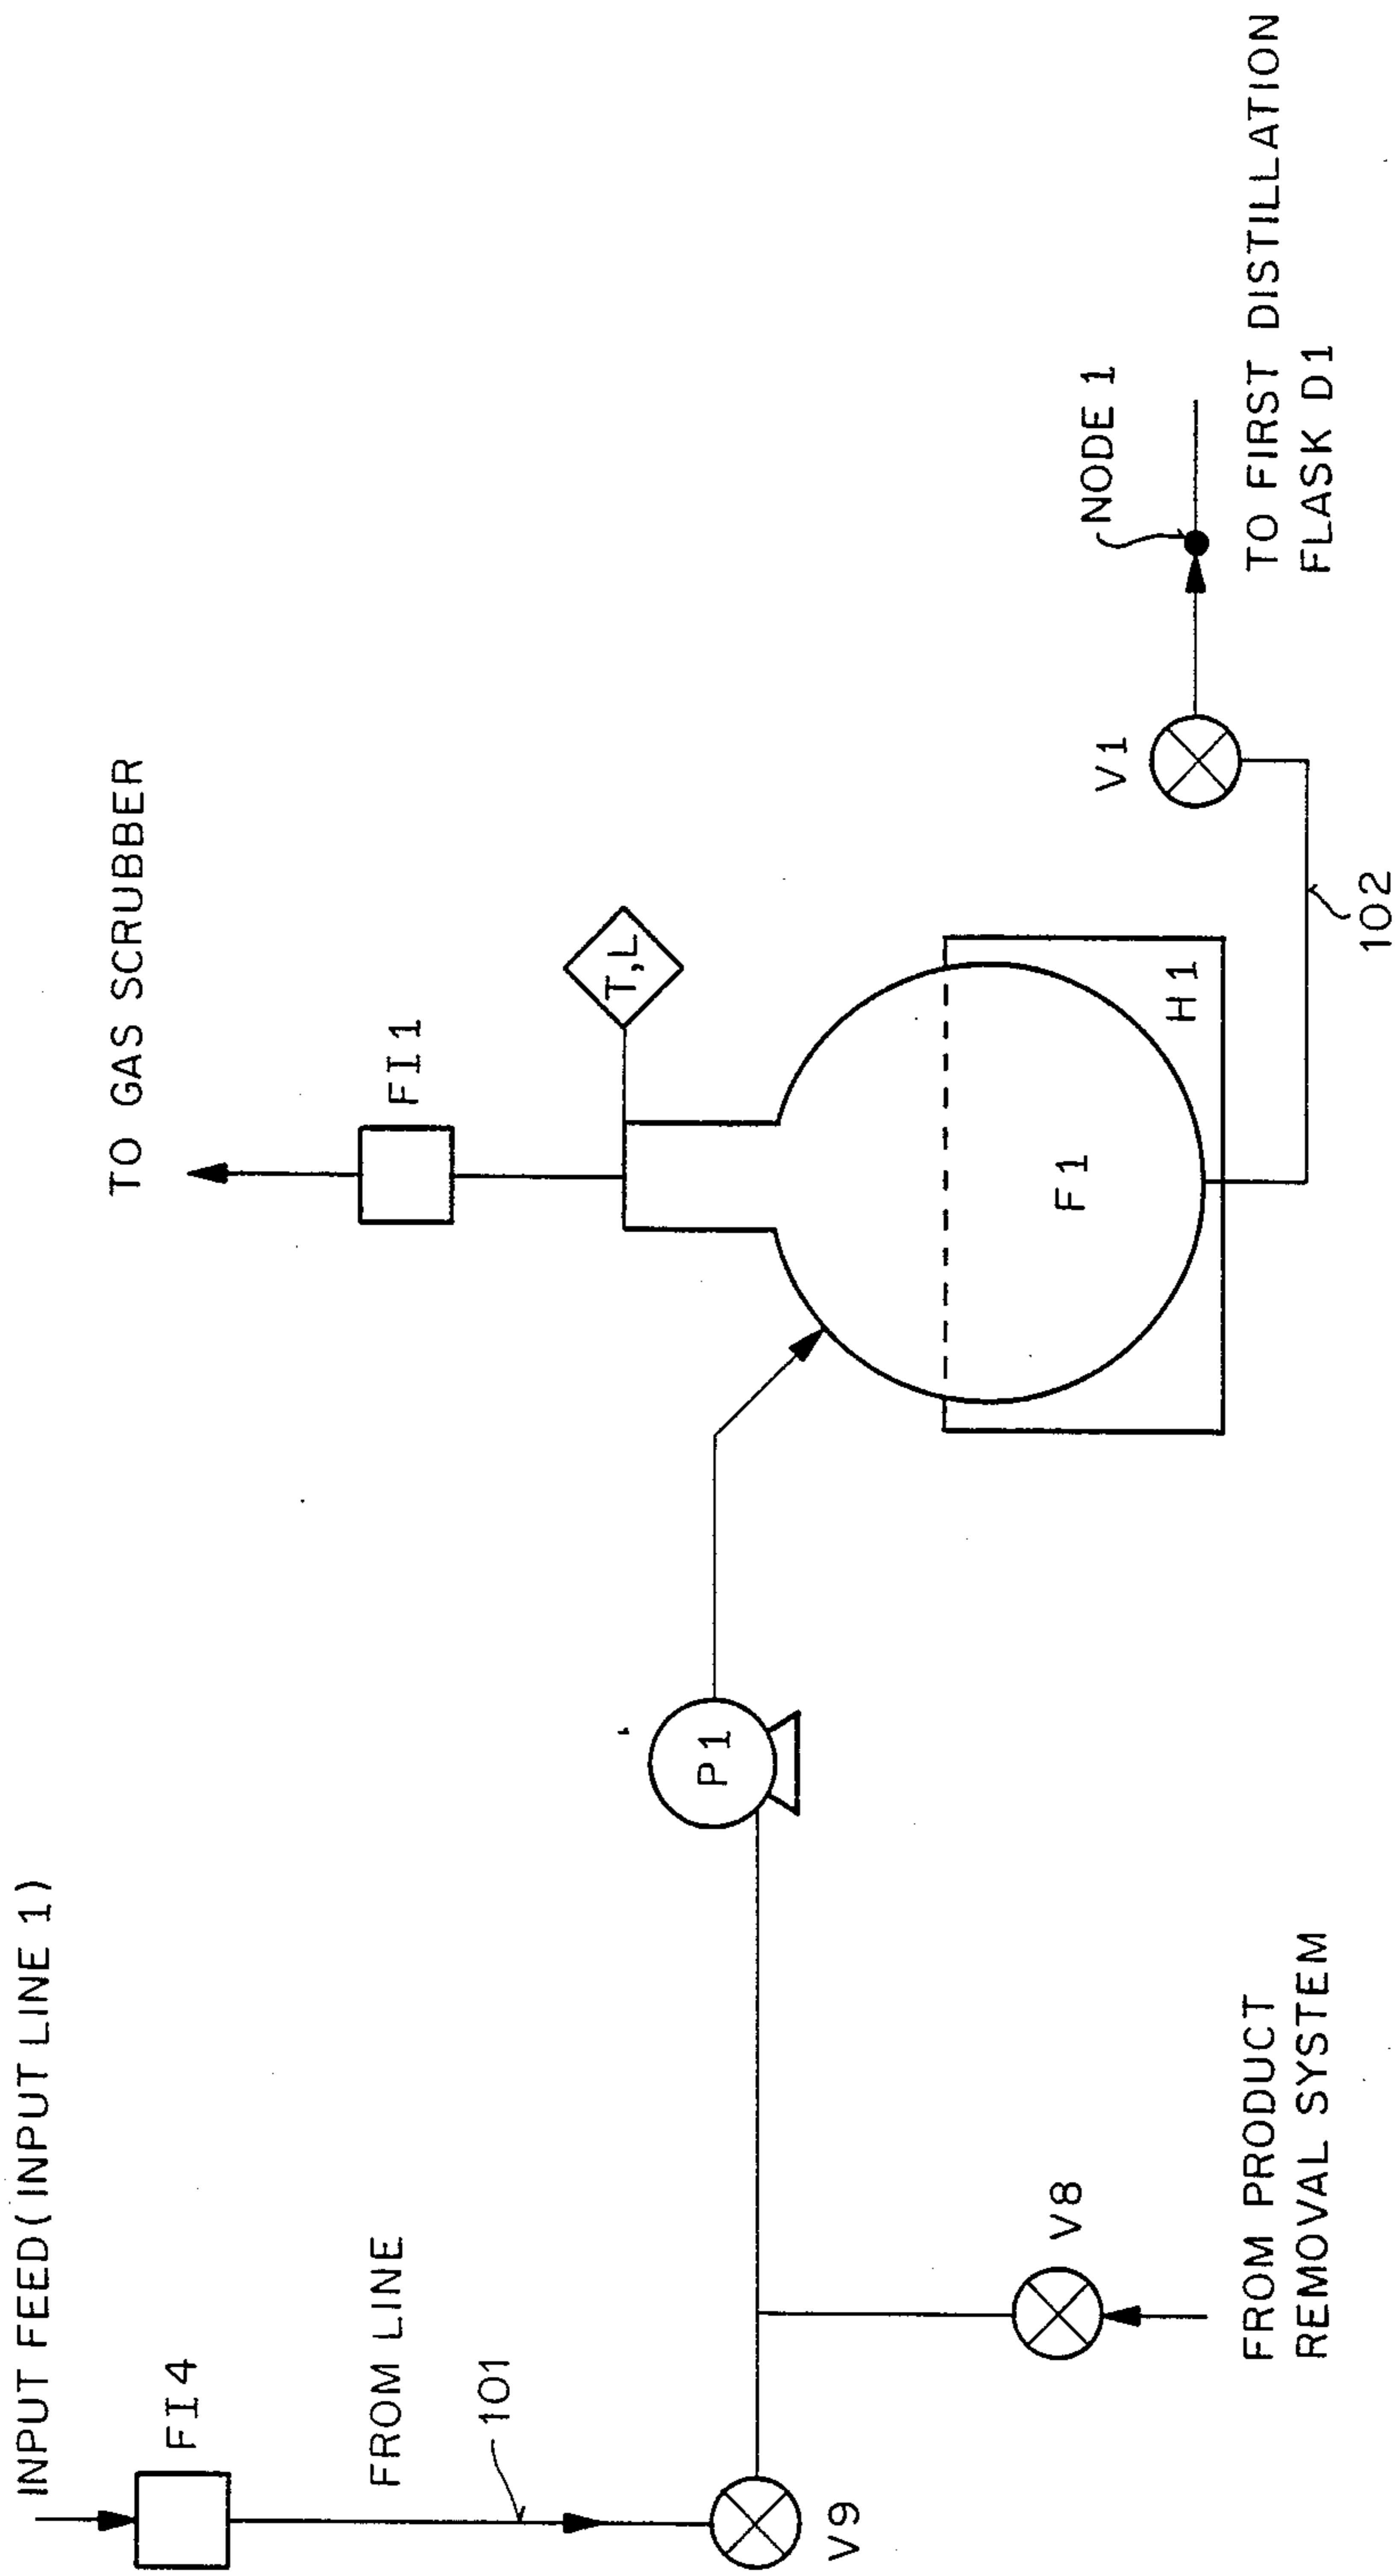 INPUT FEED(INPUT LINE 1)
FI4
FROM LINE
101
V9
V8
FROM PRODUCT
REMOVAL SYSTEM
P1
TO GAS SCRUBBER
FI1
T,L
F1
H1
102
V1
NODE 1
TO FIRST DISTILLATION
FLASK D1